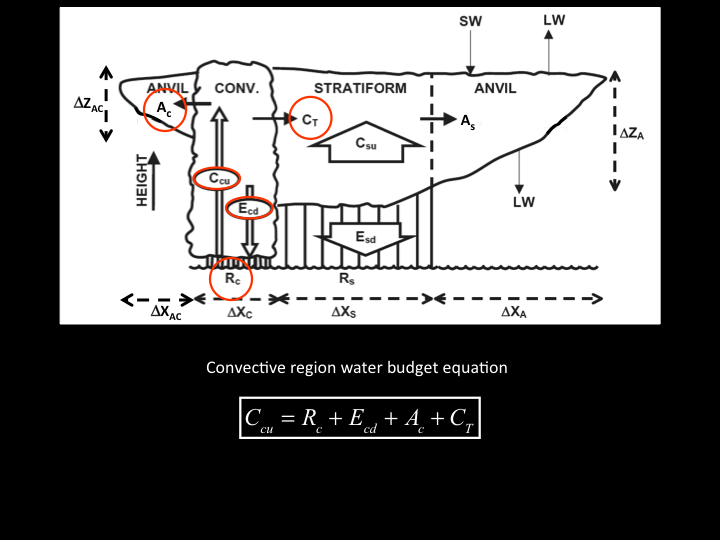 SW LW
ANVIL CONV. STRATIFORM ANVIL
ΔZAC Ac CT As ΔZA
Csu
HEIGHT Ccu LW
Ecd Esd
Rc Rs
ΔXAC ΔXC ΔXS ΔXA
Convective region water budget equation
Ccu = Rc + Ecd + Ac + CT